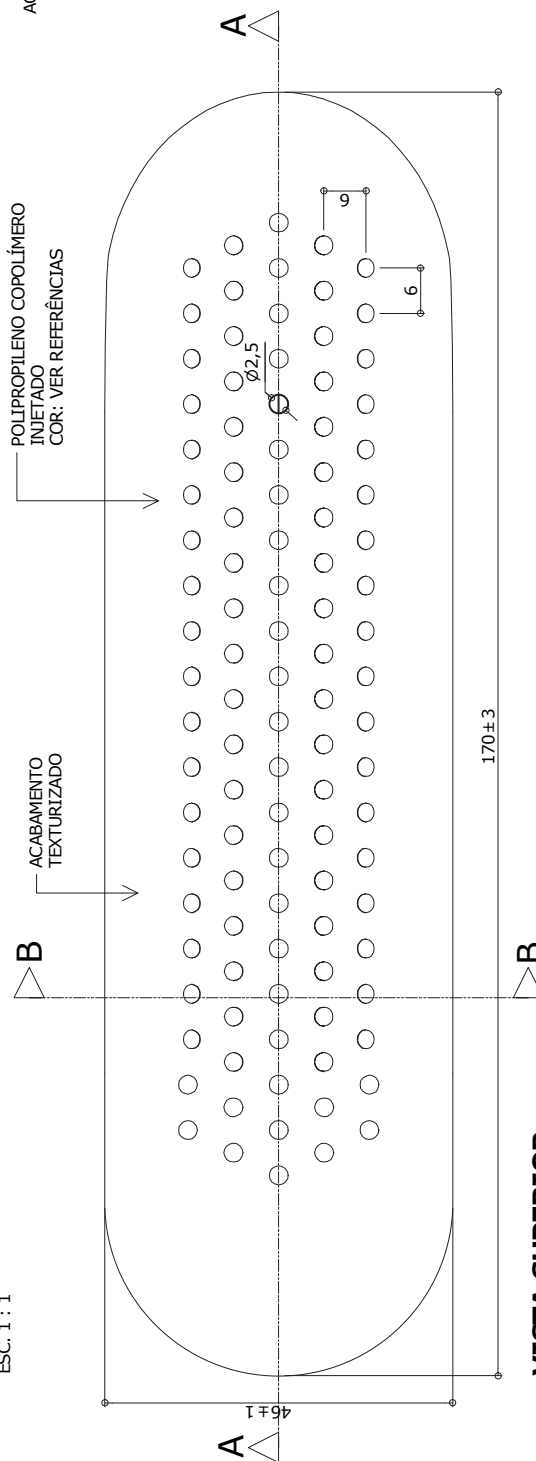 ESC. 1 : 1
POLIPROPILENO COPOLÍMERO
INJETADO
COR: VER REFERÊNCIAS
ACABAMENTO
TEXTURIZADO
B
A
A
46±1
Ø2,5
6
6
170±3
B
VISTA SUPERIOR